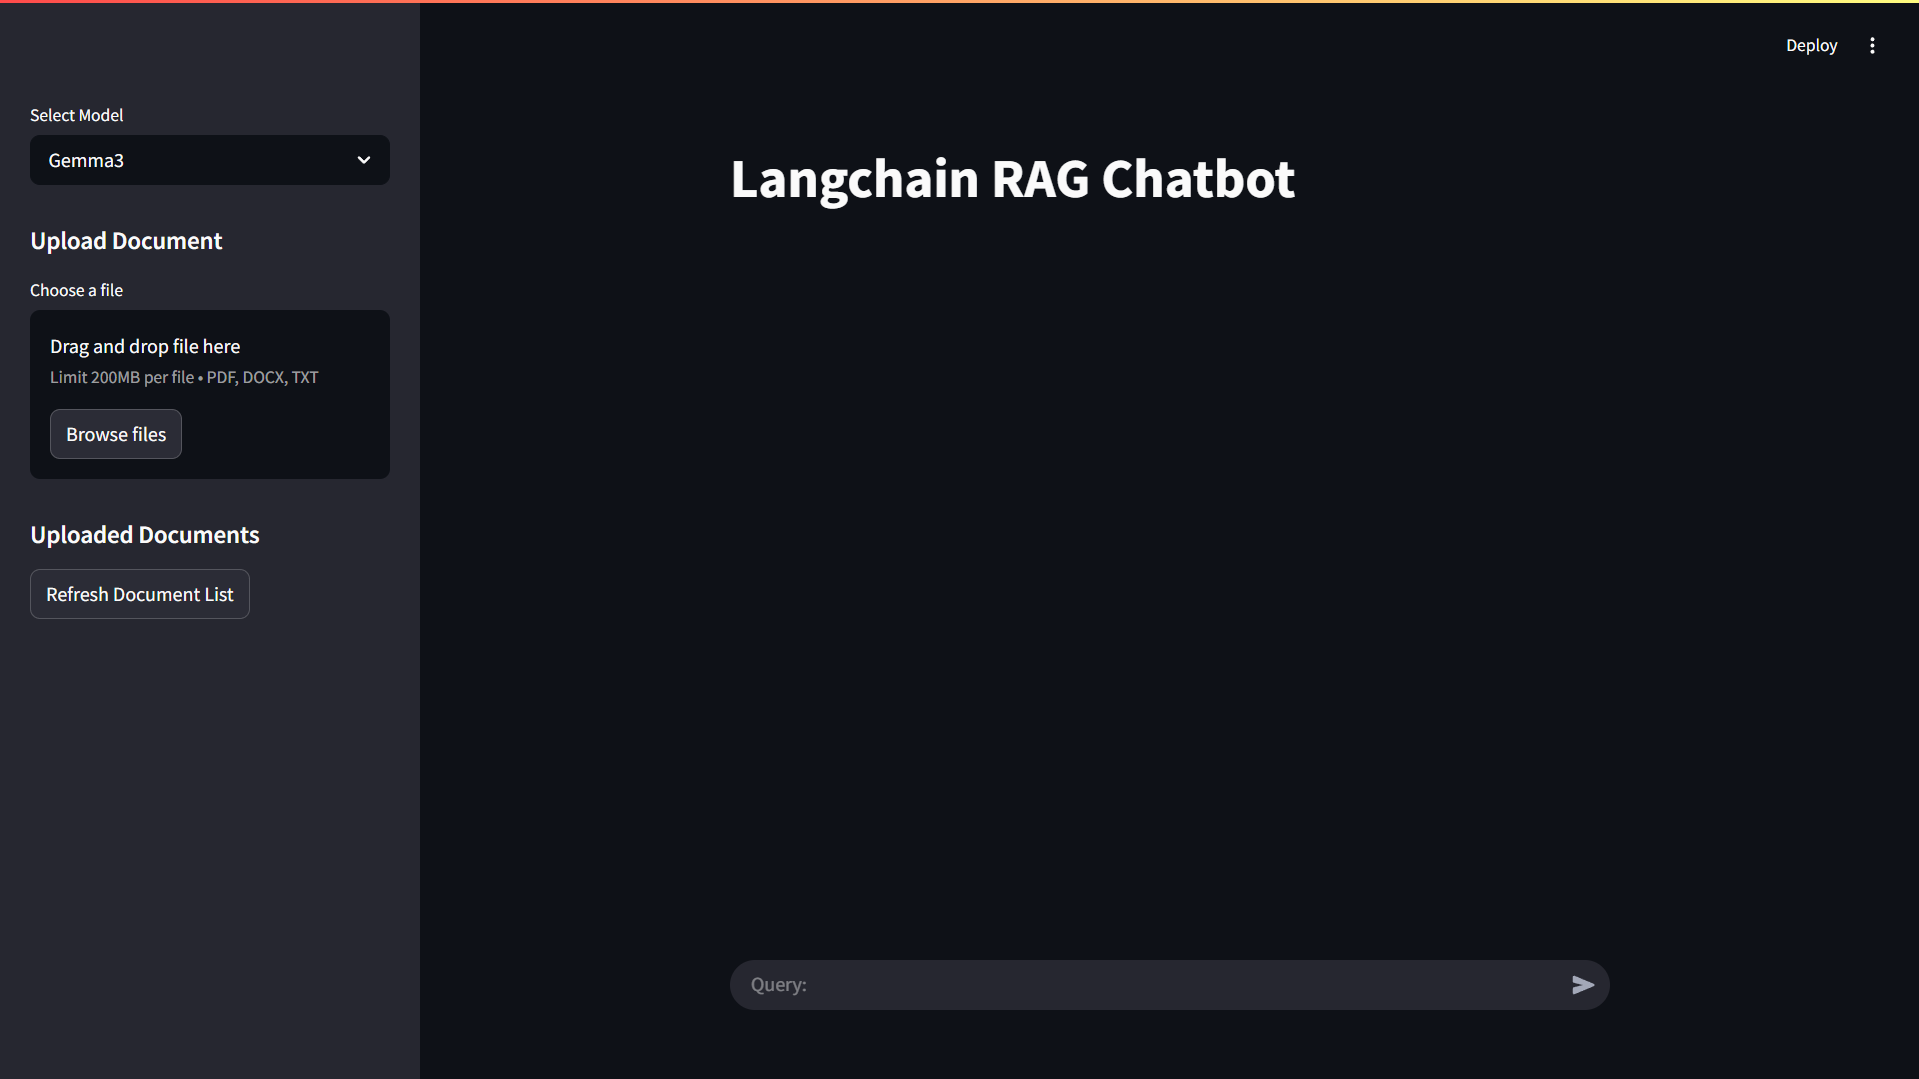 Deploy
Select Model
Gemma3
Upload Document
Choose a file
Drag and drop file here
Limit 200MB per file • PDF, DOCX, TXT
Browse files
Uploaded Documents
Refresh Document List
Langchain RAG Chatbot
Query: